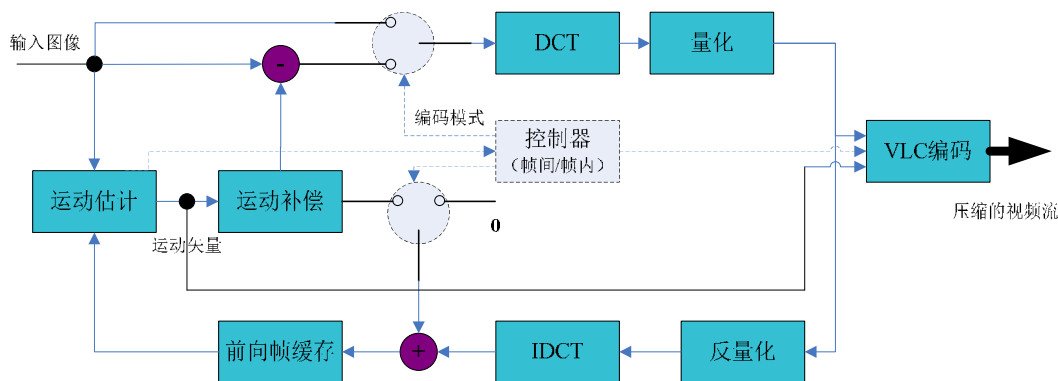 输入图像
-
DCT
量化
编码模式
控制器
（帧间/帧内）
VLC编码
运动估计
运动补偿
0
压缩的视频流
运动矢量
前向帧缓存
+
IDCT
反量化